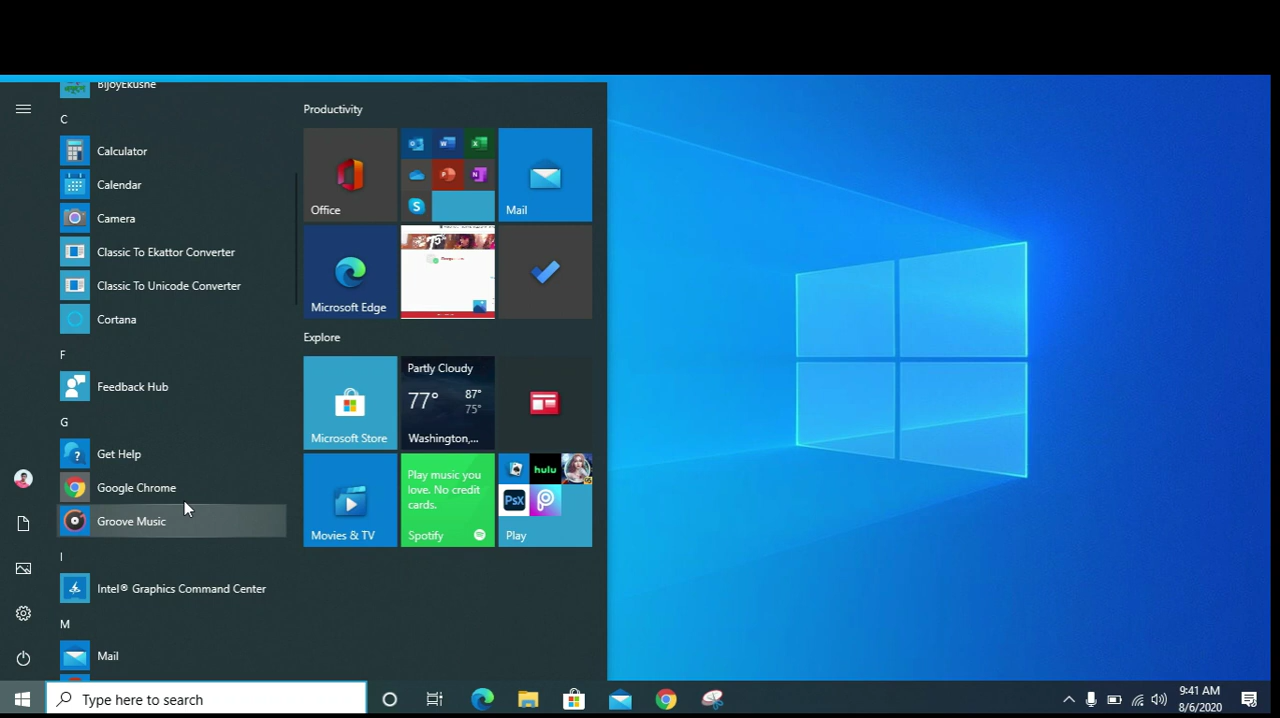 BijoyEkushe
C
Calculator
Calendar
Camera
Classic To Ekattor Converter
Classic To Unicode Converter
Cortana
F
Feedback Hub
G
Get Help
Google Chrome
Groove Music
I
Intel® Graphics Command Center
M
Mail
Productivity
Office
Mail
Microsoft Edge
Explore
Microsoft Store
Partly Cloudy
77° 87°
75°
Washington,...
Movies & TV
Play music you
love. No credit
cards.
Spotify
hulu
PsX
Play
Type here to search
9:41 AM
8/6/2020